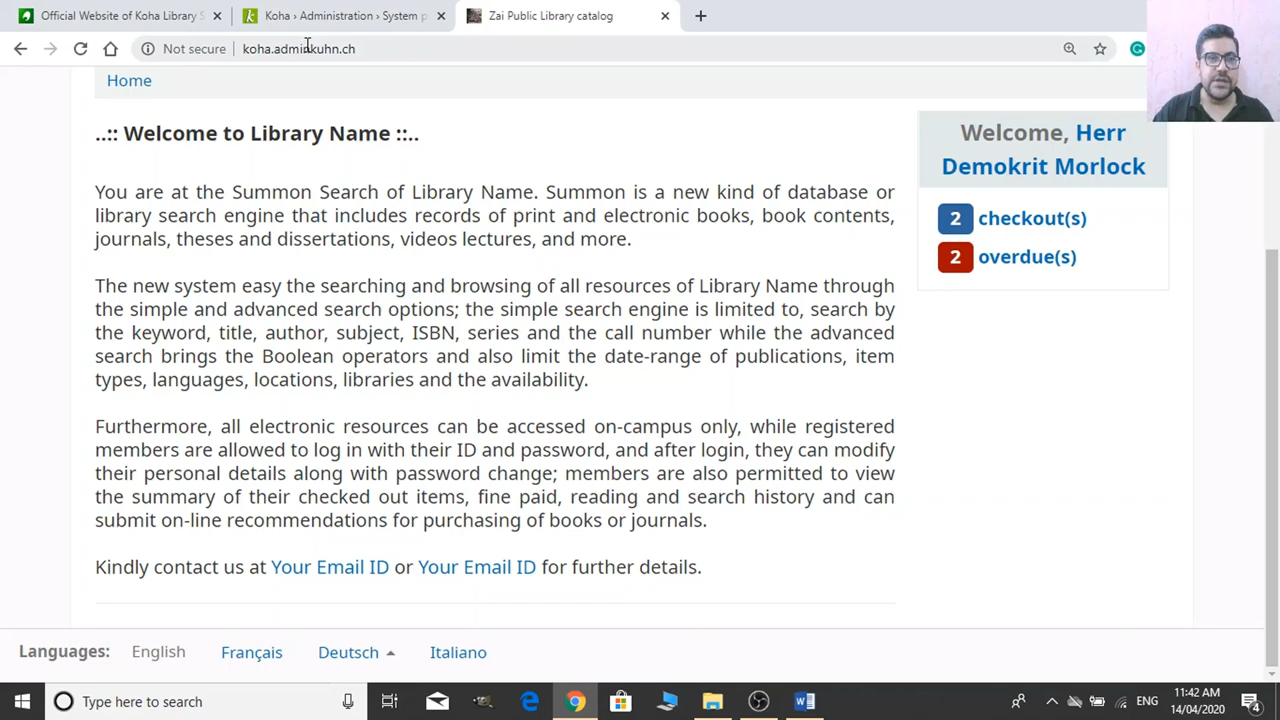 Official Website of Koha Library S
Koha › Administration › System p
Zai Public Library catalog
Not secure
koha.adminkuhn.ch
Home
..:: Welcome to Library Name ::..
You are at the Summon Search of Library Name. Summon is a new kind of database or
library search engine that includes records of print and electronic books, book contents,
journals, theses and dissertations, videos lectures, and more.
The new system easy the searching and browsing of all resources of Library Name through
the simple and advanced search options; the simple search engine is limited to, search by
the keyword, title, author, subject, ISBN, series and the call number while the advanced
search brings the Boolean operators and also limit the date-range of publications, item
types, languages, locations, libraries and the availability.
Furthermore, all electronic resources can be accessed on-campus only, while registered
members are allowed to log in with their ID and password, and after login, they can modify
their personal details along with password change; members are also permitted to view
the summary of their checked out items, fine paid, reading and search history and can
submit on-line recommendations for purchasing of books or journals.
Kindly contact us at Your Email ID or Your Email ID for further details.
Welcome, Herr
Demokrit Morlock
2 checkout(s)
2 overdue(s)
Languages: English Français Deutsch Italiano
Type here to search
ENG
11:42 AM
14/04/2020
4